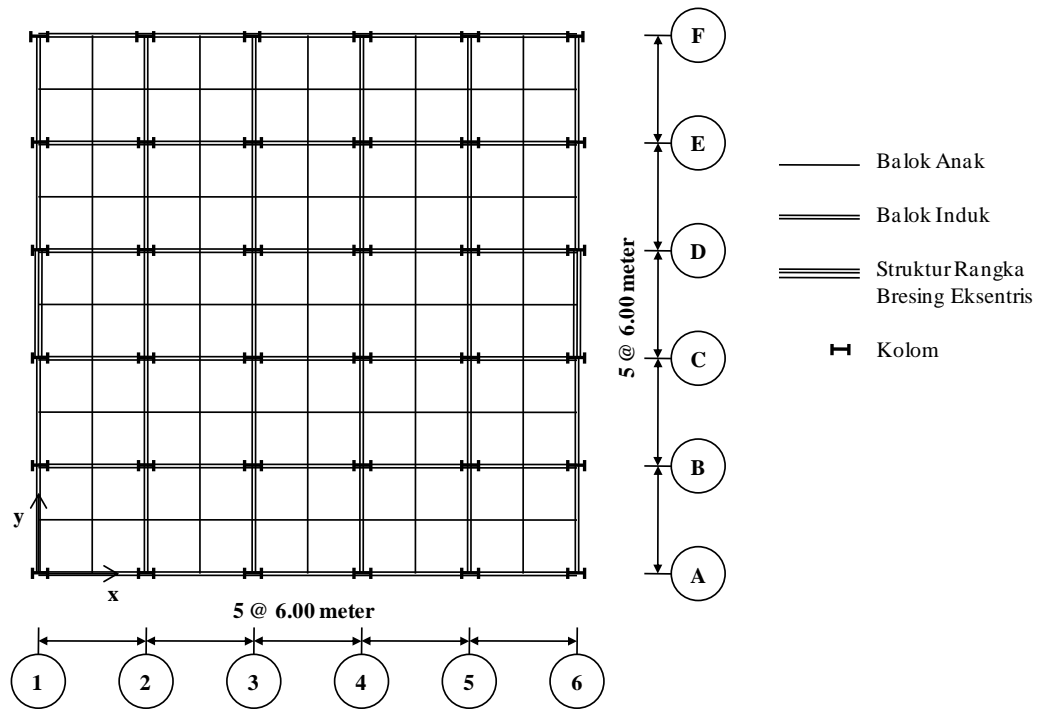 F
E
D
C
B
A
5 @ 6.00 meter
Balok Anak
Balok Induk
Struktur Rangka
Bresing Eksentris
Kolom
y
x
5 @ 6.00 meter
1 2 3 4 5 6